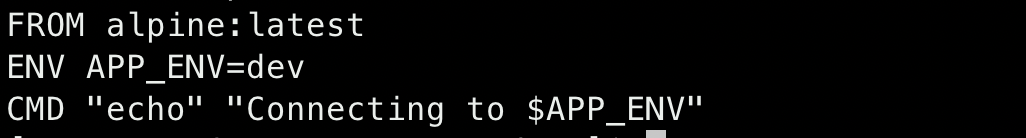 FROM alpine:latest
ENV APP_ENV=dev
CMD "echo" "Connecting to $APP_ENV"